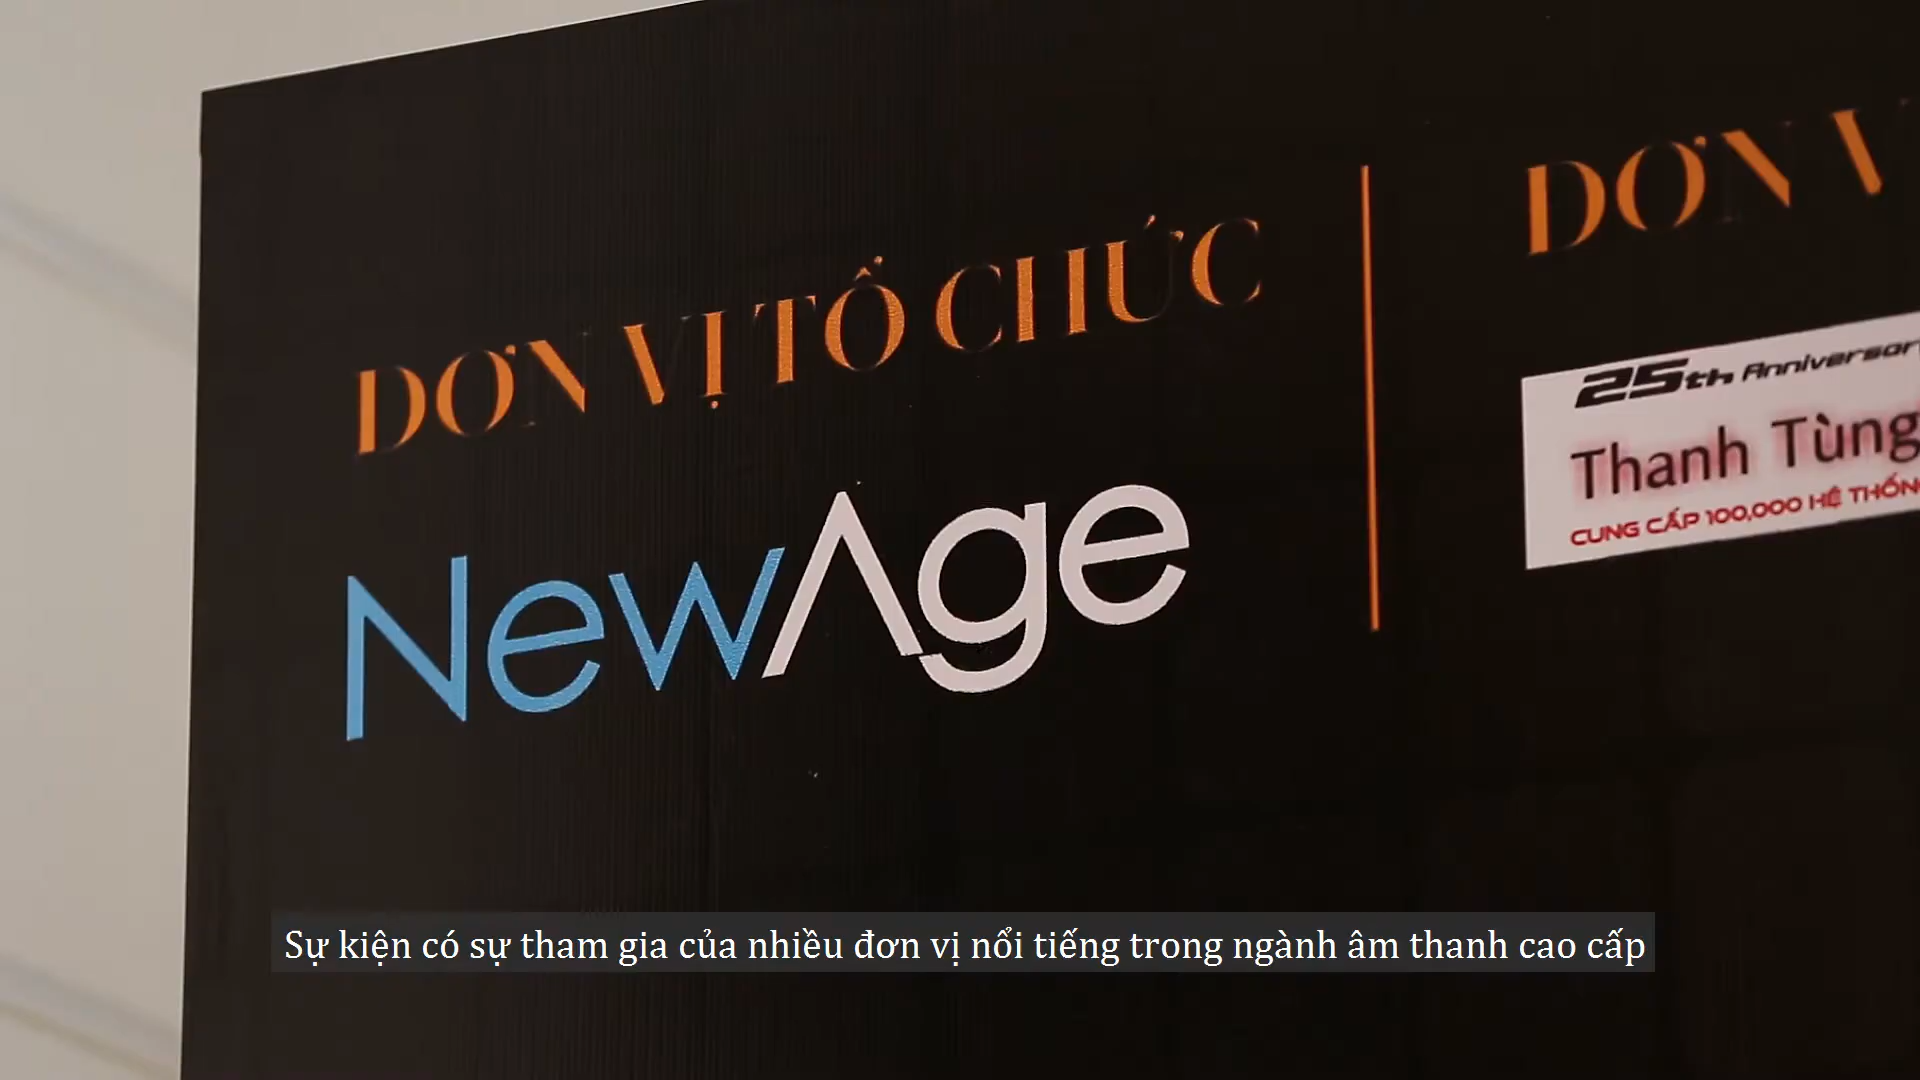 ĐƠN VỊ TỔ CHỨC
NewAge
ĐƠN V
25th Anniversary
Thanh Tùng
CUNG CẤP 100,000 HỆ THỐNG
Sự kiện có sự tham gia của nhiều đơn vị nổi tiếng trong ngành âm thanh cao cấp